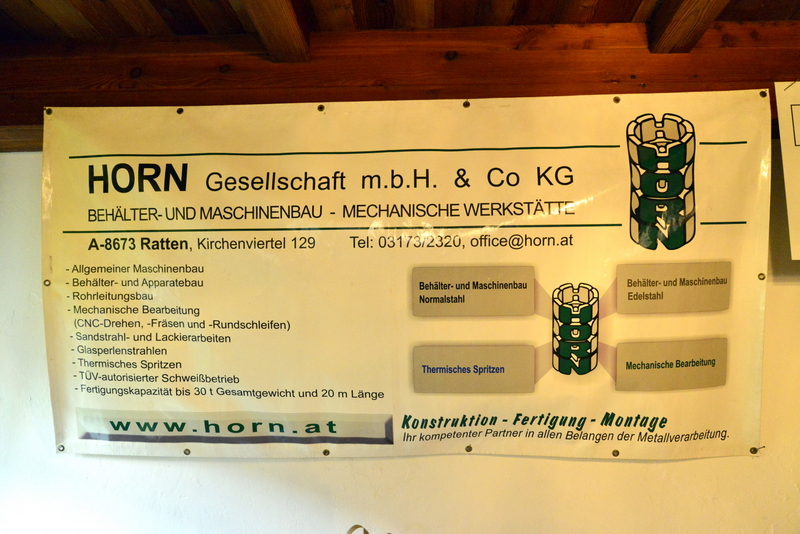 HORN Gesellschaft m.b.H. & Co KG
BEHÄLTER- UND MASCHINENBAU - MECHANISCHE WERKSTÄTTE
A-8673 Ratten, Kirchenviertel 129 Tel: 03173/2320, office@horn.at
HORN
- Allgemeiner Maschinenbau
- Behälter- und Apparatebau
- Rohrleitungsbau
- Mechanische Bearbeitung
(CNC-Drehen, -Fräsen und -Rundschleifen)
- Sandstrahl- und Lackierarbeiten
- Glasperlenstrahlen
- Thermisches Spritzen
- TÜV-autorisierter Schweißbetrieb
- Fertigungskapazität bis 30 t Gesamtgewicht und 20 m Länge
www.horn.at
Behälter- und Maschinenbau
Normalstahl
Behälter- und Maschinenbau
Edelstahl
HORN
Thermisches Spritzen
Mechanische Bearbeitung
Konstruktion - Fertigung - Montage
Ihr kompetenter Partner in allen Belangen der Metallverarbeitung.